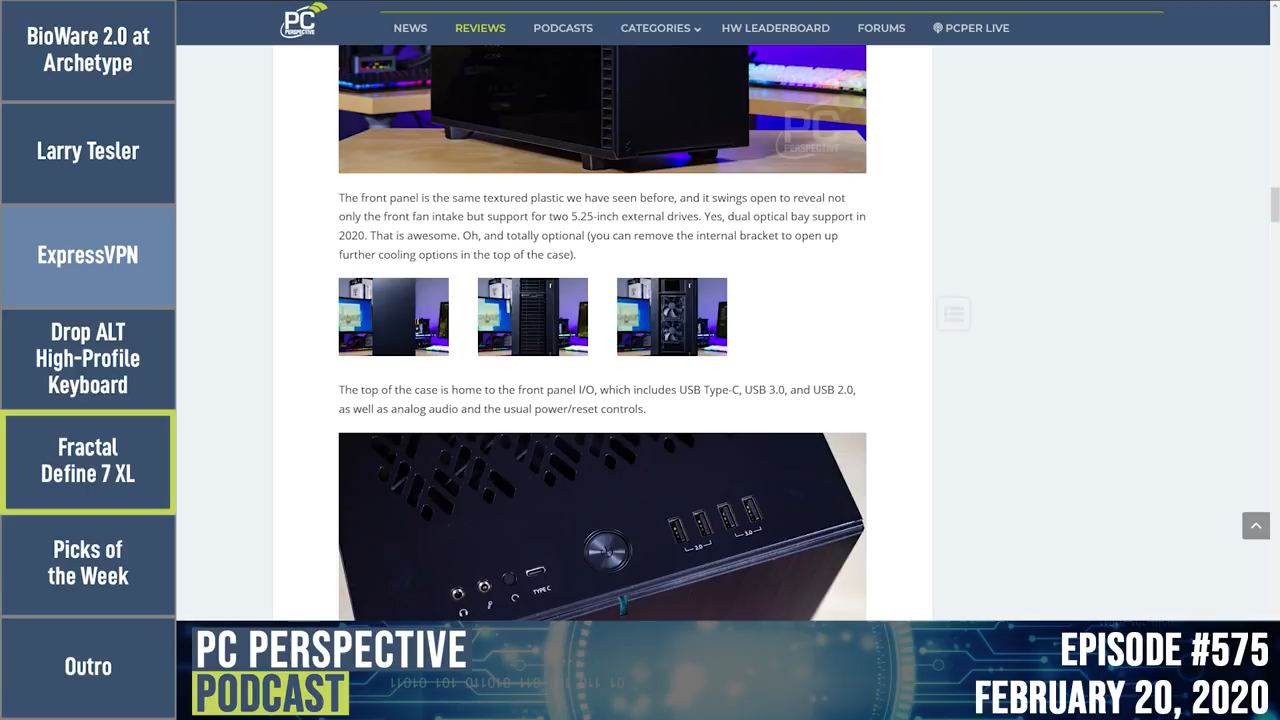 BioWare 2.0 at
Archetype
Larry Tesler
ExpressVPN
Drop ALT
High-Profile
Keyboard
Fractal
Define 7 XL
Picks of
the Week
Outro
PC
PERSPECTIVE
NEWS
REVIEWS
PODCASTS
CATEGORIES
HW LEADERBOARD
FORUMS
PCPER LIVE
PC
PERSPECTIVE
The front panel is the same textured plastic we have seen before, and it swings open to reveal not
only the front fan intake but support for two 5.25-inch external drives. Yes, dual optical bay support in
2020. That is awesome. Oh, and totally optional (you can remove the internal bracket to open up
further cooling options in the top of the case).
The top of the case is home to the front panel I/O, which includes USB Type-C, USB 3.0, and USB 2.0,
as well as analog audio and the usual power/reset controls.
2.0
3.0
TYPE C
PC PERSPECTIVE
PODCAST
EPISODE #575
FEBRUARY 20, 2020